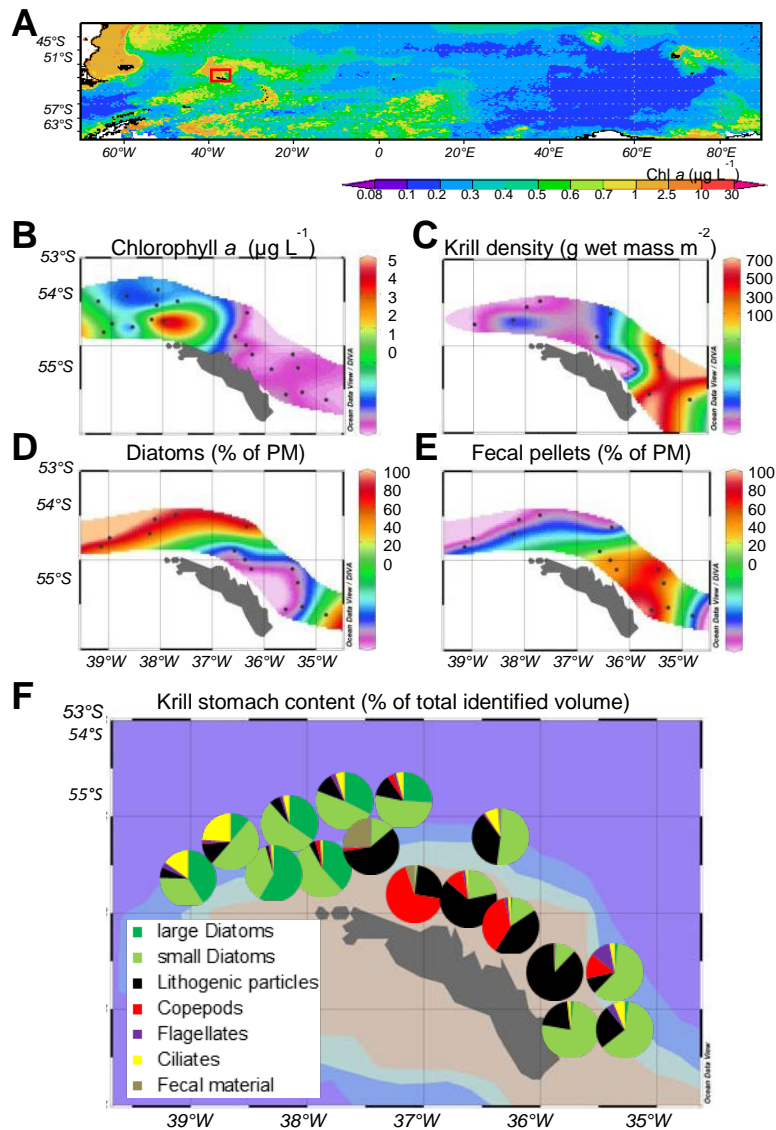 A
45°S
51°S
57°S
63°S
60°W 40°W 20°W 0 20°E 40°E 60°E 80°E
Chl a (µg L-1)
0.08 0.1 0.2 0.3 0.4 0.5 0.6 0.7 1 2.5 10 30
B
Chlorophyll a (µg L-1)
53°S
54°S
55°S
5
4
3
2
1
0
Ocean Data View / DIVA
C
Krill density (g wet mass m-2)
700
500
300
100
Ocean Data View / DIVA
D
Diatoms (% of PM)
53°S
54°S
55°S
100
80
60
40
20
0
Ocean Data View / DIVA
39°W 38°W 37°W 36°W 35°W
E
Fecal pellets (% of PM)
100
80
60
40
20
0
Ocean Data View / DIVA
39°W 38°W 37°W 36°W 35°W
F
Krill stomach content (% of total identified volume)
53°S
54°S
55°S
large Diatoms
small Diatoms
Lithogenic particles
Copepods
Flagellates
Ciliates
Fecal material
Ocean Data View
39°W 38°W 37°W 36°W 35°W